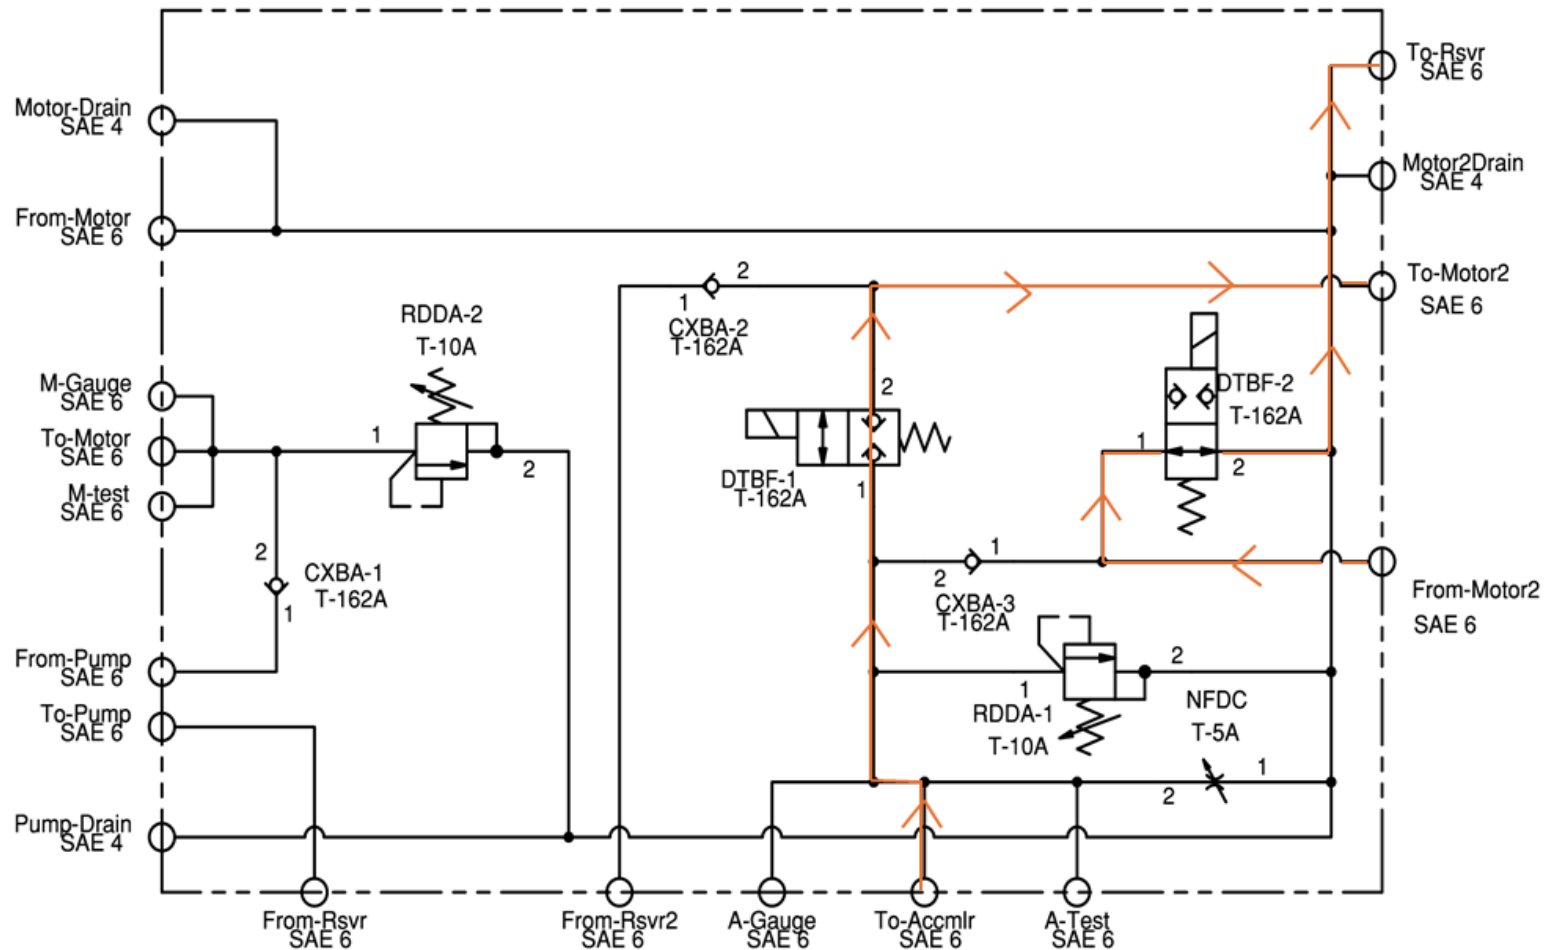 To-Rsvr
SAE 6
Motor-Drain
SAE 4
Motor2Drain
SAE 4
From-Motor
SAE 6
To-Motor2
SAE 6
2
1
CXBA-2
T-162A
RDDA-2
T-10A
DTBF-2
T-162A
1
2
M-Gauge
SAE 6
To-Motor
SAE 6
M-test
SAE 6
1
2
2
DTBF-1
T-162A
1
2
CXBA-1
T-162A
1
1
2
CXBA-3
T-162A
From-Motor2
SAE 6
From-Pump
SAE 6
To-Pump
SAE 6
2
1
RDDA-1
T-10A
NFDC
T-5A
1
2
Pump-Drain
SAE 4
From-Rsvr
SAE 6
From-Rsvr2
SAE 6
A-Gauge
SAE 6
To-Accmlr
SAE 6
A-Test
SAE 6